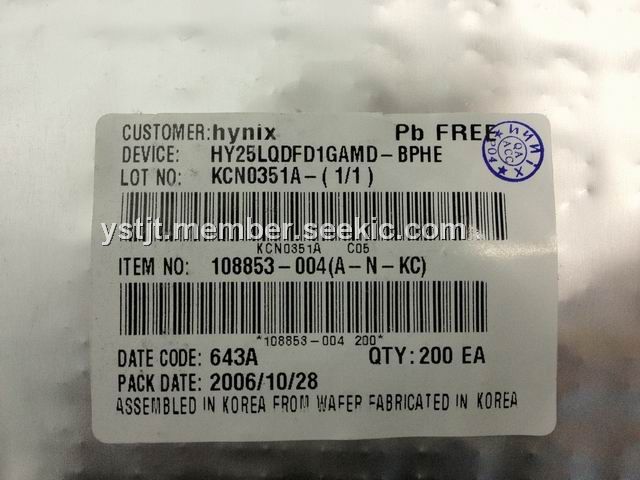 CUSTOMER:hynix Pb FREE
DEVICE: HY25LQDFD1GAMD-BPHE
LOT NO: KCN0351A-(1/1)
ystjt.member.seekic.com
KCN0351A C05
ITEM NO: 108853-004(A-N-KC)
*108853-004 200*
DATE CODE: 643A QTY:200 EA
PACK DATE: 2006/10/28
ASSEMBLED IN KOREA FROM WAFER FABRICATED IN KOREA
QA
ACC